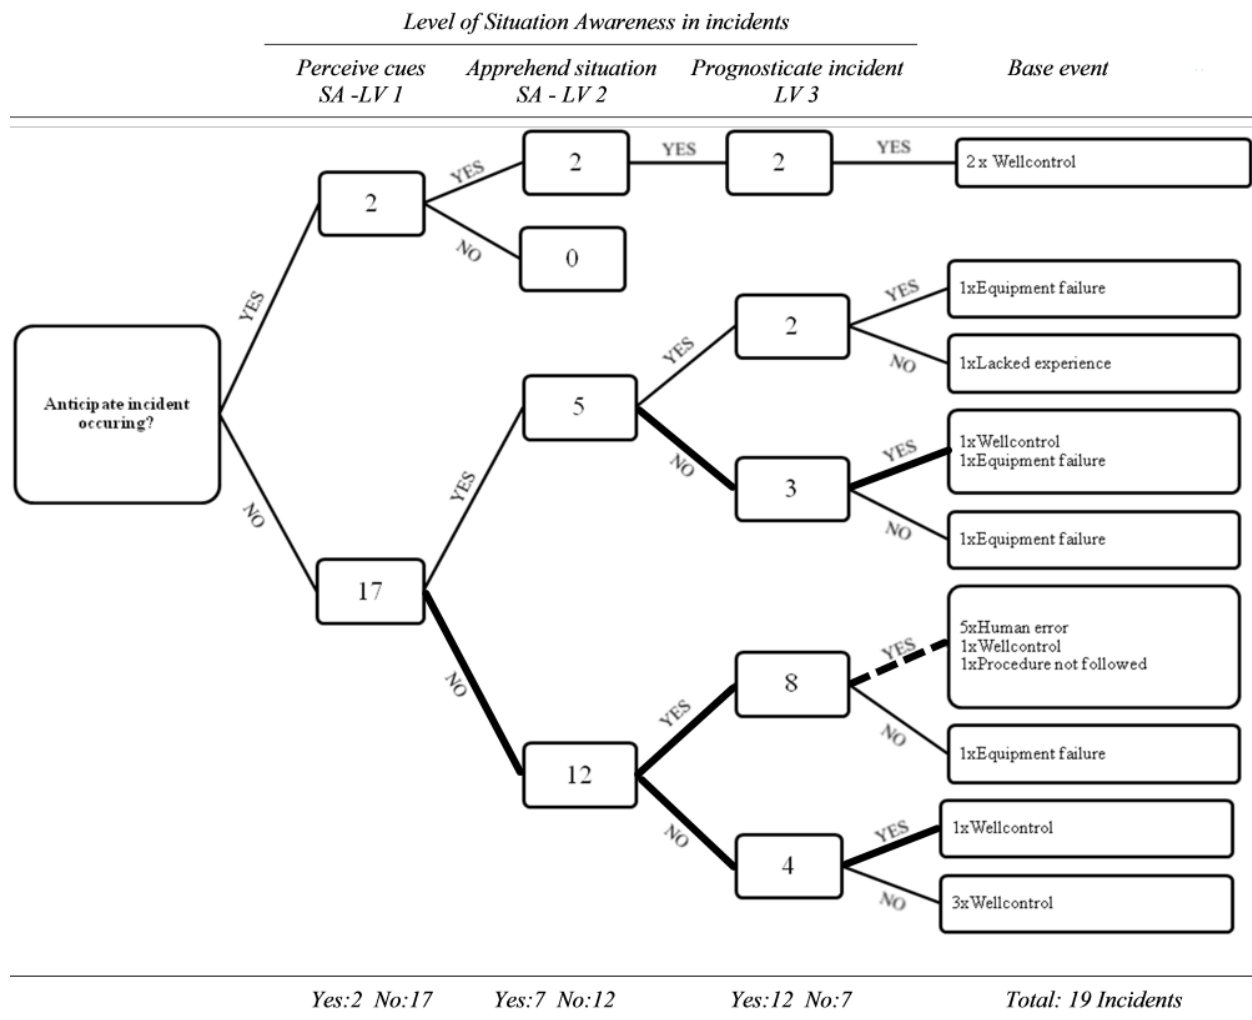 Level of Situation Awareness in incidents
Perceive cues
SA -LV 1
Apprehend situation
SA - LV 2
Prognosticate incident
LV 3
Base event
Anticipate incident
occuring?
YES
NO
2
17
YES
NO
YES
NO
2
0
5
12
YES
YES
NO
YES
NO
2
2
3
8
4
YES
YES
NO
YES
NO
YES
NO
YES
NO
2 x Wellcontrol
1xEquipment failure
1xLacked experience
1xWellcontrol
1xEquipment failure
1xEquipment failure
5xHuman error
1xWellcontrol
1xProcedure not followed
1xEquipment failure
1xWellcontrol
3xWellcontrol
Yes:2 No:17
Yes:7 No:12
Yes:12 No:7
Total: 19 Incidents